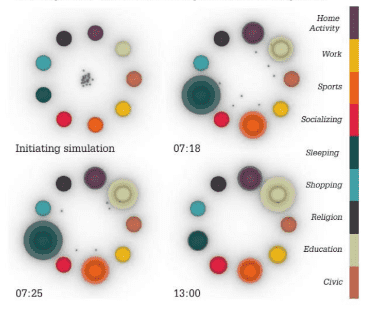 Home
Activity
Work
Sports
Socializing
Sleeping
Shopping
Religion
Education
Civic
Initiating simulation
07:18
07:25
13:00